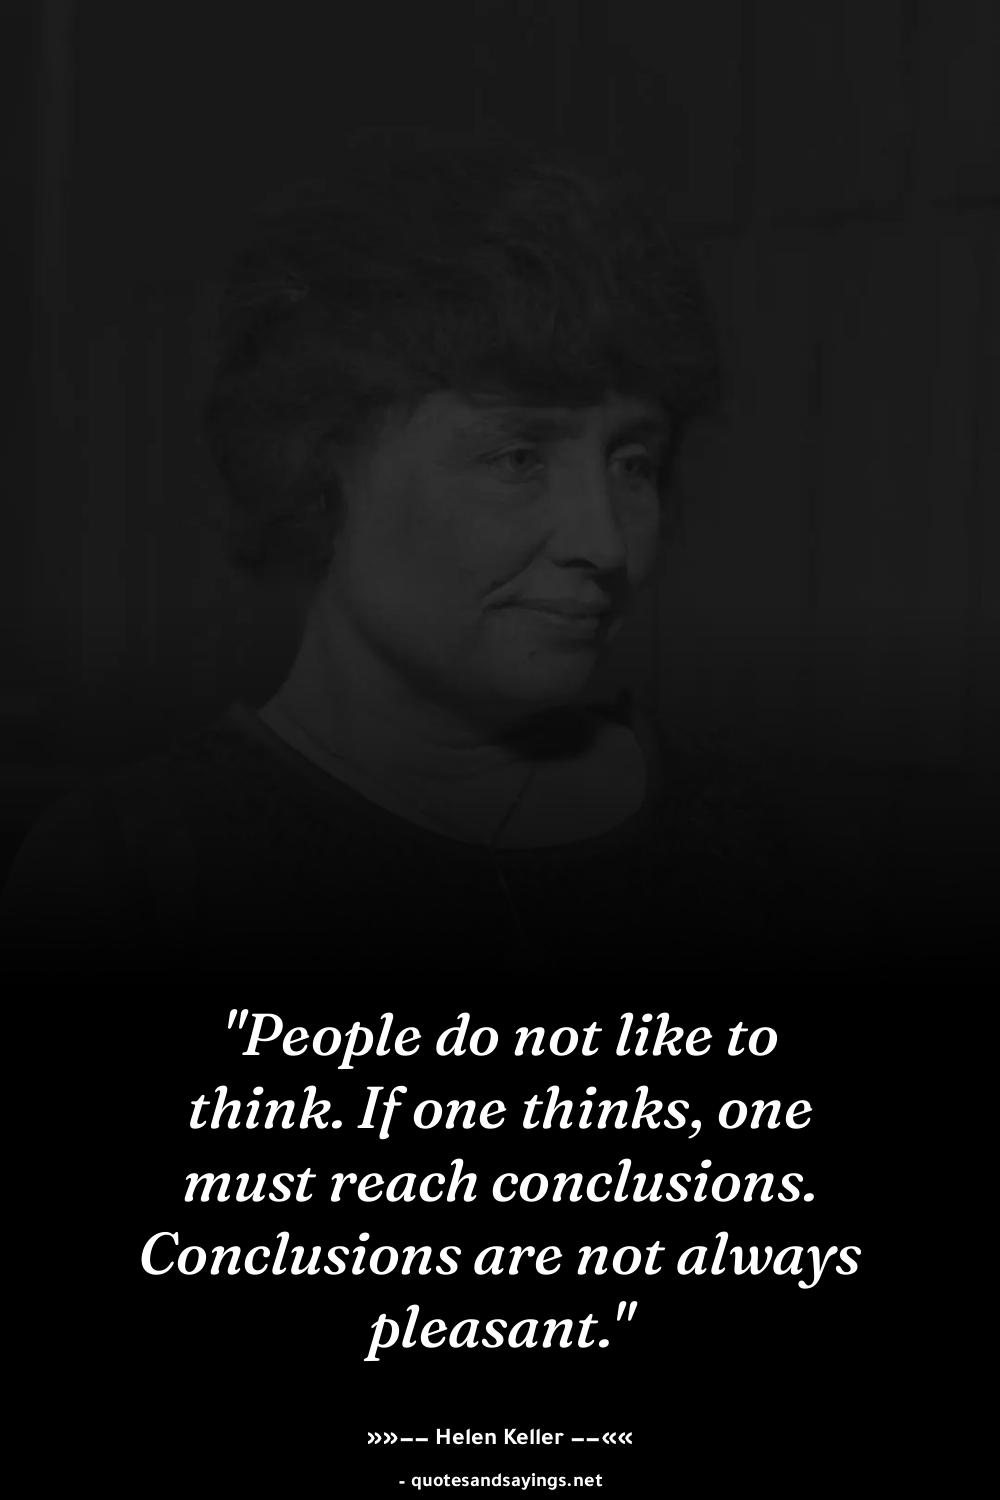 "People do not like to
think. If one thinks, one
must reach conclusions.
Conclusions are not always
pleasant."
»»–– Helen Keller ––««
- quotesandsayings.net